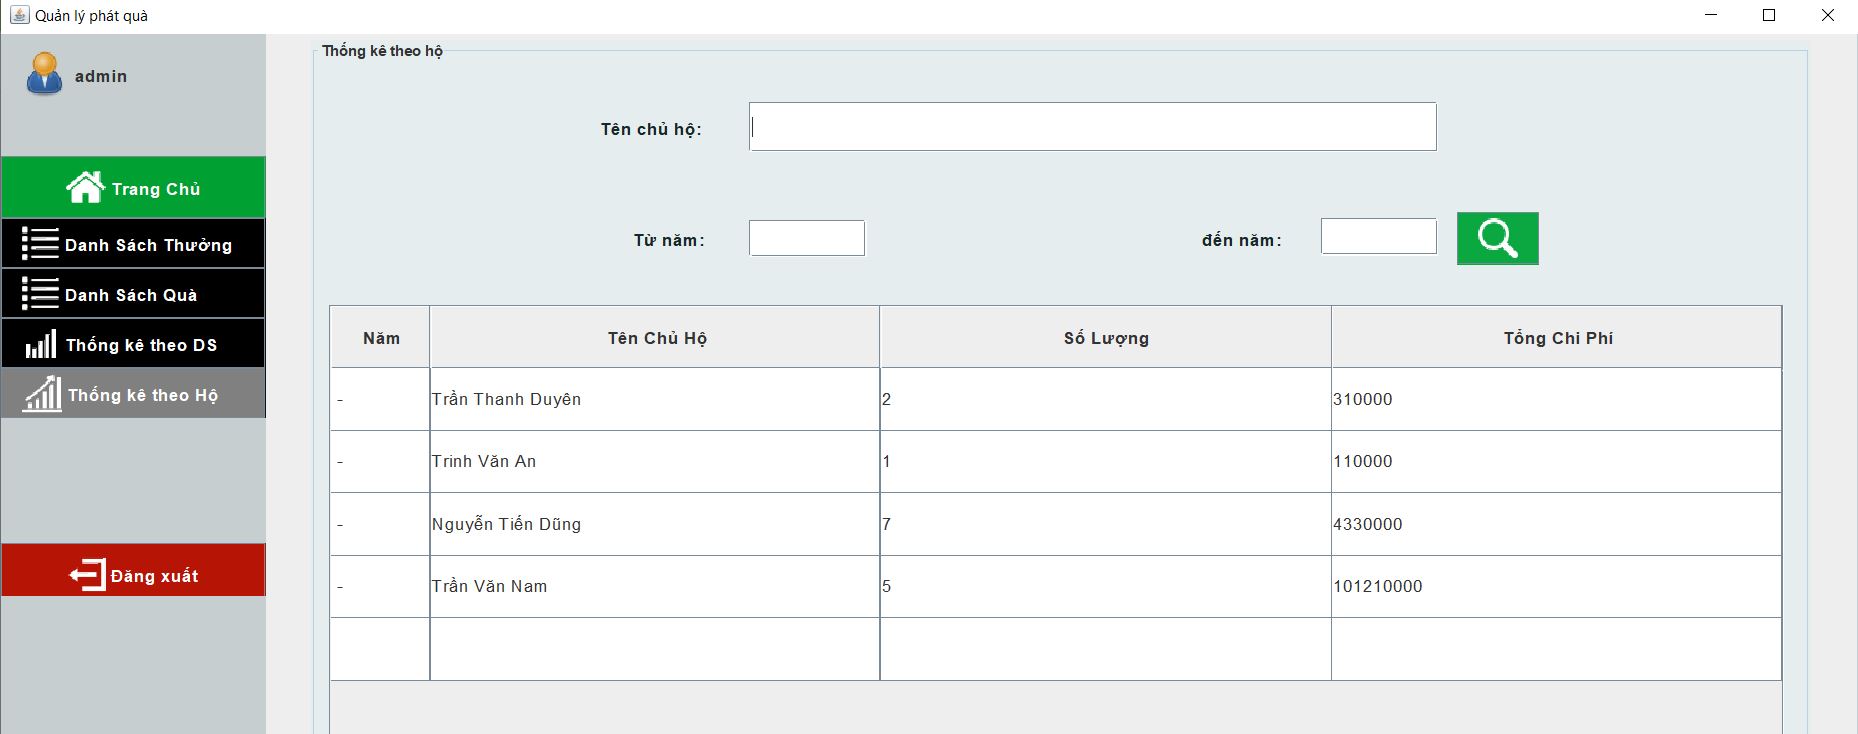 Quản lý phát quà
admin
Trang Chủ
Danh Sách Thưởng
Danh Sách Quà
Thống kê theo DS
Thống kê theo Hộ
Đăng xuất
Thống kê theo hộ
Tên chủ hộ:
Từ năm: đến năm:
Năm Tên Chủ Hộ Số Lượng Tổng Chi Phí
- Trần Thanh Duyên 2 310000
- Trinh Văn An 1 110000
- Nguyễn Tiến Dũng 7 4330000
- Trần Văn Nam 5 101210000